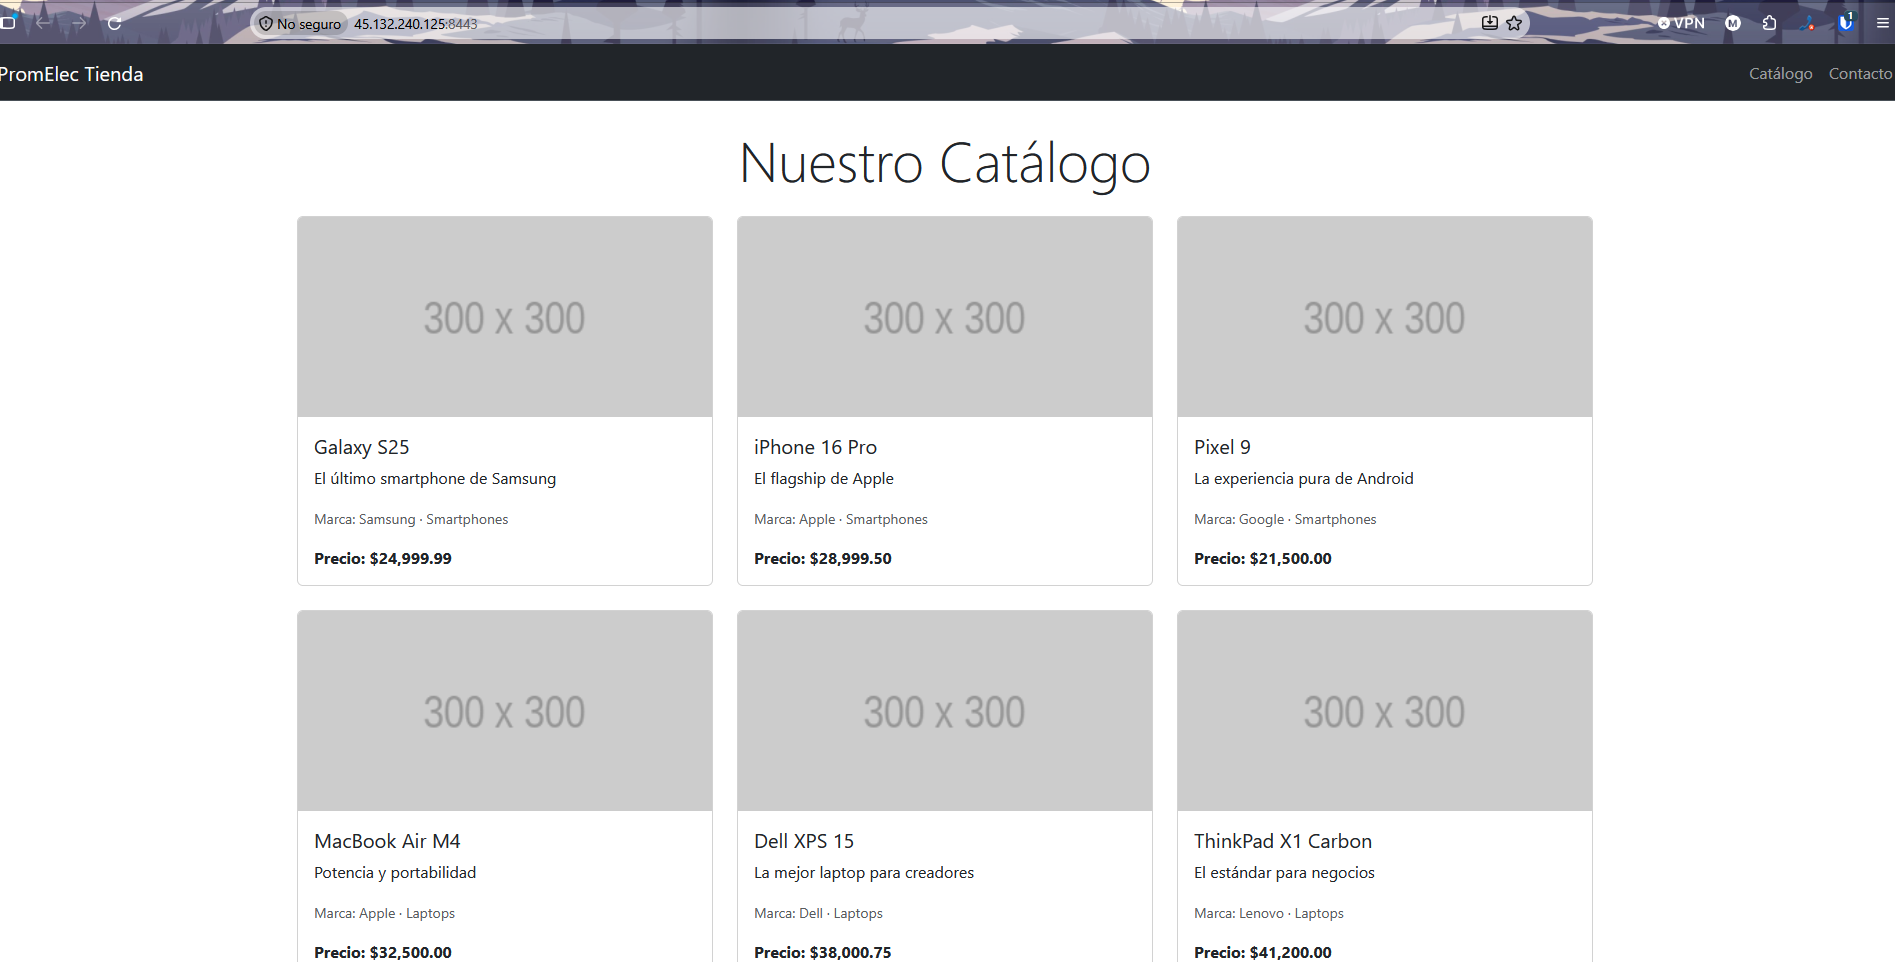 No seguro 45.132.240.125:8443
VPN
M
1
PromElec Tienda
Catálogo Contacto
Nuestro Catálogo
300 x 300 300 x 300 300 x 300
Galaxy S25
El último smartphone de Samsung
Marca: Samsung · Smartphones
Precio: $24,999.99
iPhone 16 Pro
El flagship de Apple
Marca: Apple · Smartphones
Precio: $28,999.50
Pixel 9
La experiencia pura de Android
Marca: Google · Smartphones
Precio: $21,500.00
300 x 300 300 x 300 300 x 300
MacBook Air M4
Potencia y portabilidad
Marca: Apple · Laptops
Precio: $32,500.00
Dell XPS 15
La mejor laptop para creadores
Marca: Dell · Laptops
Precio: $38,000.75
ThinkPad X1 Carbon
El estándar para negocios
Marca: Lenovo · Laptops
Precio: $41,200.00